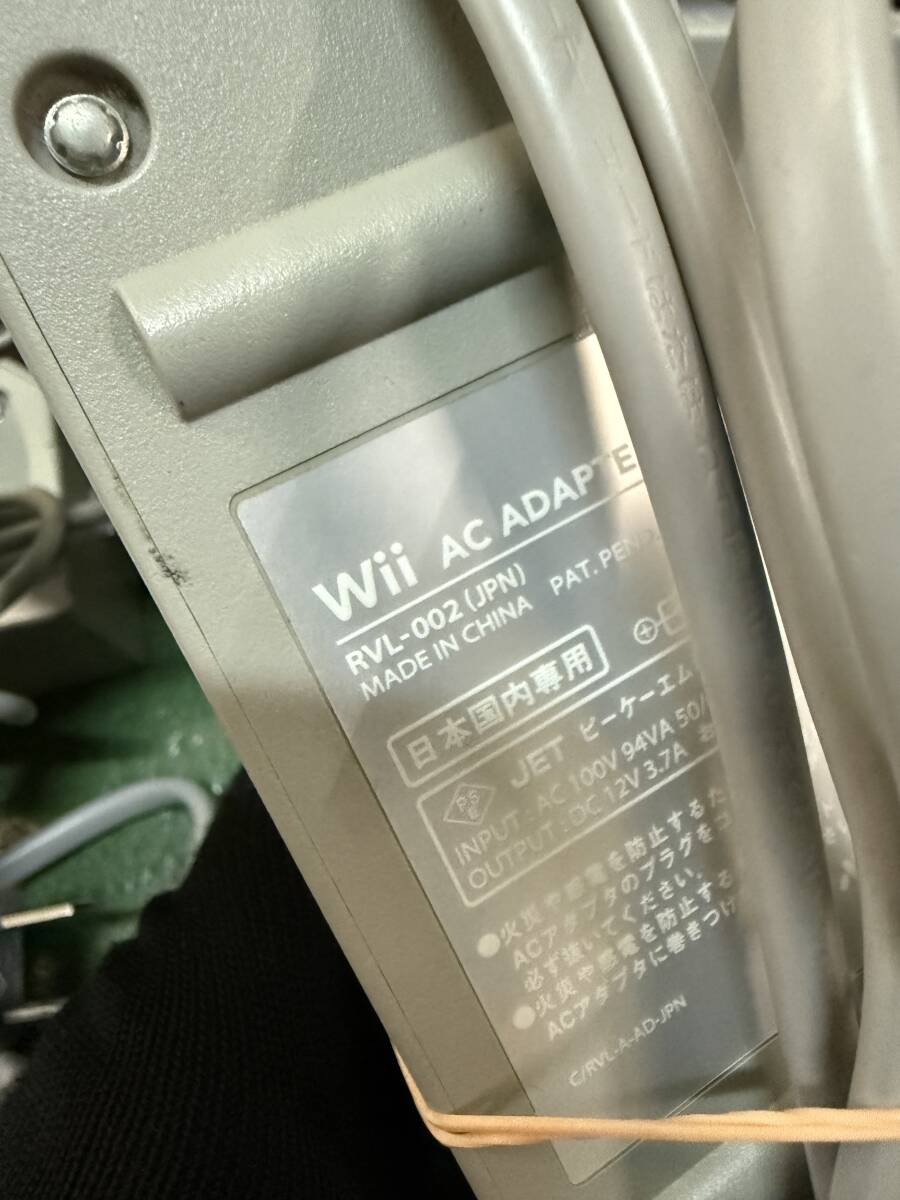 Wii AC ADAPTE
RVL-002 (JPN)
MADE IN CHINA PAT. PEND
日本国内専用
PSE JET ピーケーエム
INPUT : AC 100V 94VA 50/
OUTPUT : DC 12V 3.7A
●火災や感電を防止するた
ACアダプタのプラグをコ
必ず抜いてください。
●火災や感電を防止する
ACアダプタに巻きつけ
C/RVL-A-AD-JPN